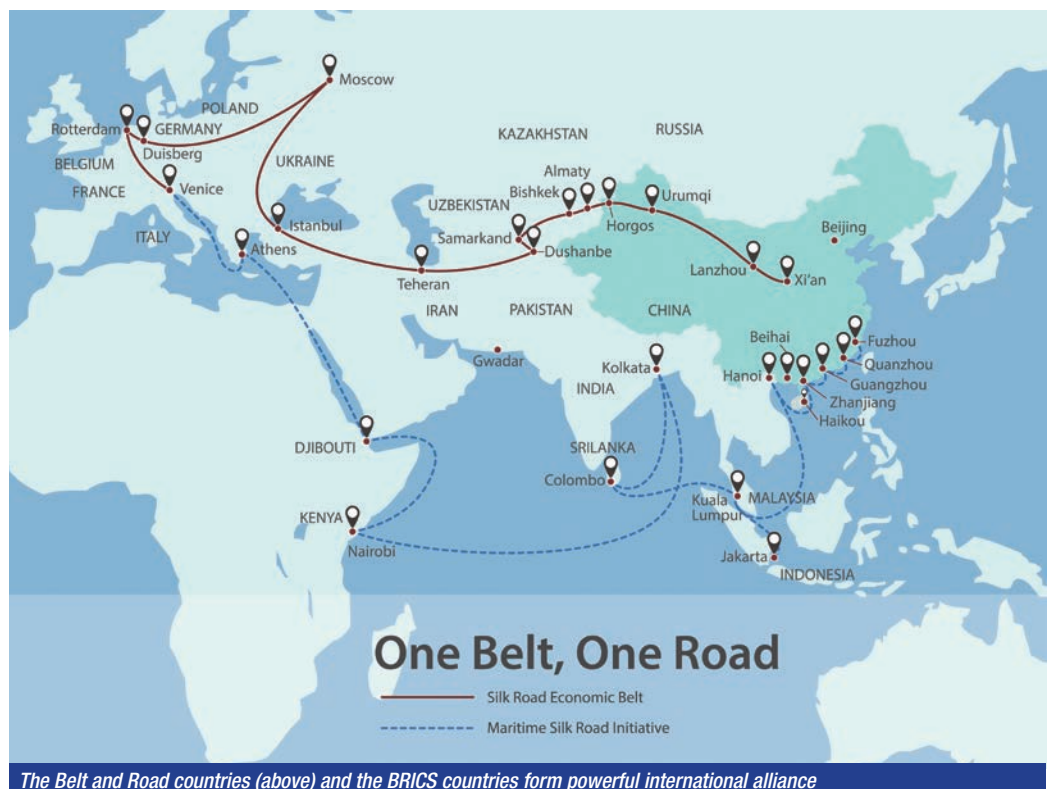 Moscow
POLAND
Rotterdam
GERMANY
Duisberg
BELGIUM
FRANCE
Venice
ITALY
UKRAINE
Istanbul
Athens
KAZAKHSTAN
RUSSIA
Almaty
Bishkek
UZBEKISTAN
Urumqi
Horgos
Samarkand
Dushanbe
Teheran
Beijing
Lanzhou
Xi'an
IRAN
PAKISTAN
CHINA
Gwadar
Kolkata
INDIA
Beihai
Hanoi
Fuzhou
Quanzhou
Guangzhou
Zhanjiang
Haikou
DJIBOUTI
SRILANKA
Colombo
Kuala
Lumpur
MALAYSIA
KENYA
Nairobi
Jakarta
INDONESIA
One Belt, One Road
Silk Road Economic Belt
Maritime Silk Road Initiative
The Belt and Road countries (above) and the BRICS countries form powerful international alliance